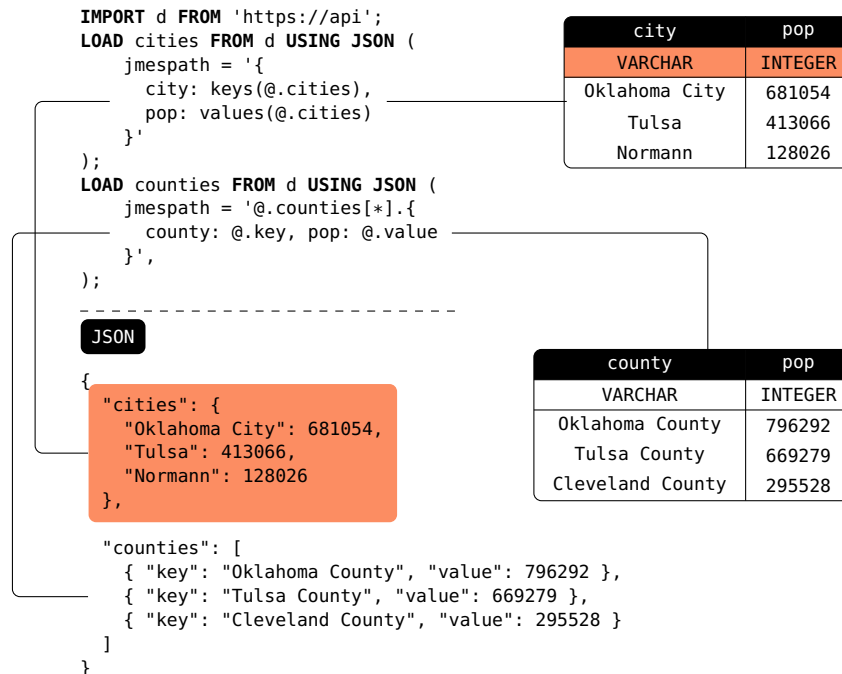 IMPORT d FROM 'https://api';
LOAD cities FROM d USING JSON (
    jmespath = '{
      city: keys(@.cities),
      pop: values(@.cities)
    }'
);
LOAD counties FROM d USING JSON (
    jmespath = '@.counties[*].{
      county: @.key, pop: @.value
    }',
);
city pop
VARCHAR INTEGER
Oklahoma City 681054
Tulsa 413066
Normann 128026
JSON
{
  "cities": {
    "Oklahoma City": 681054,
    "Tulsa": 413066,
    "Normann": 128026
  },
  "counties": [
    { "key": "Oklahoma County", "value": 796292 },
    { "key": "Tulsa County", "value": 669279 },
    { "key": "Cleveland County", "value": 295528 }
  ]
}
county pop
VARCHAR INTEGER
Oklahoma County 796292
Tulsa County 669279
Cleveland County 295528